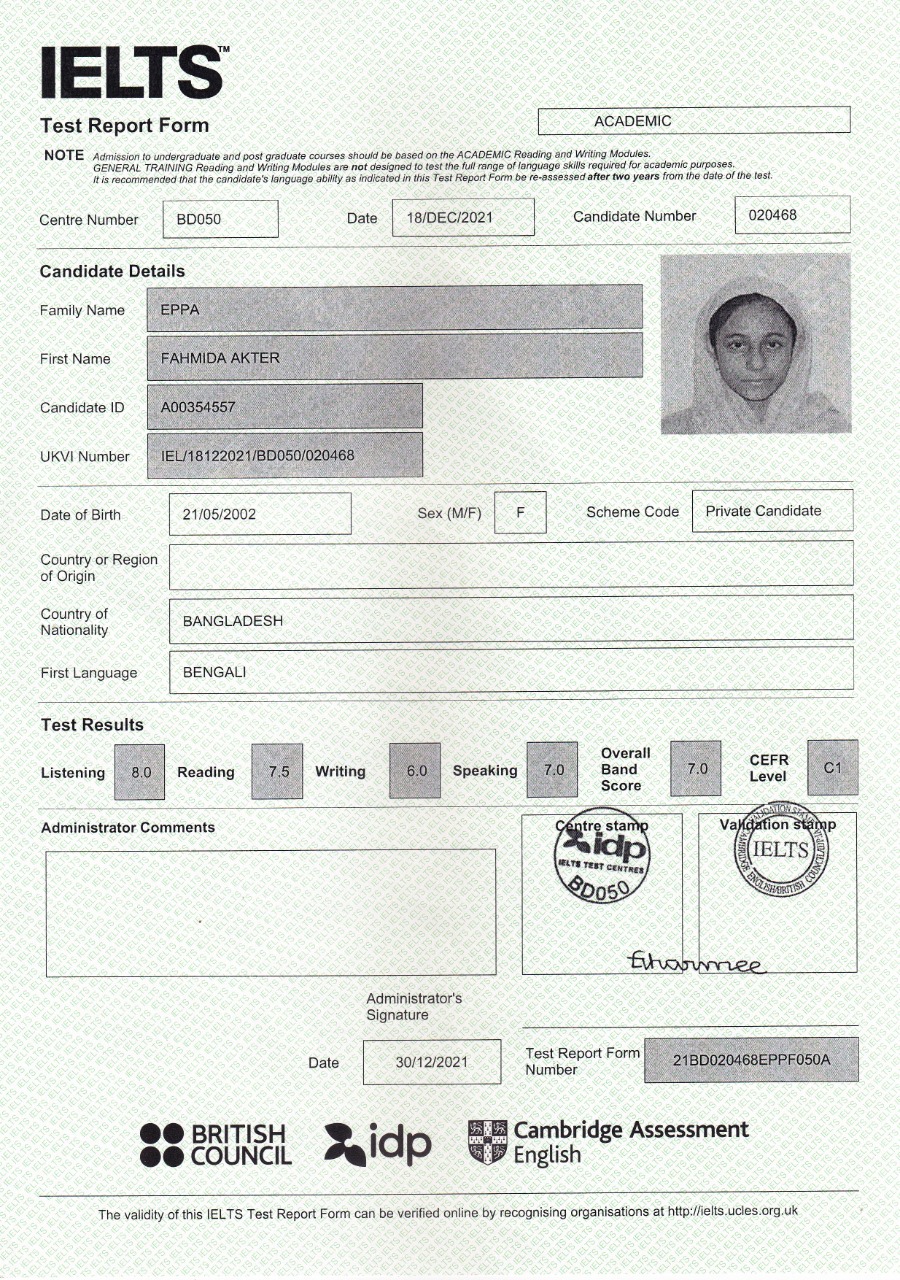 IELTS™
Test Report Form
ACADEMIC
NOTE Admission to undergraduate and post graduate courses should be based on the ACADEMIC Reading and Writing Modules.
GENERAL TRAINING Reading and Writing Modules are not designed to test the full range of language skills required for academic purposes.
It is recommended that the candidate's language ability as indicated in this Test Report Form be re-assessed after two years from the date of the test.
Centre Number BD050 Date 18/DEC/2021 Candidate Number 020468
Candidate Details
Family Name EPPA
First Name FAHMIDA AKTER
Candidate ID A00354557
UKVI Number IEL/18122021/BD050/020468
Date of Birth 21/05/2002 Sex (M/F) F Scheme Code Private Candidate
Country or Region
of Origin
Country of
Nationality BANGLADESH
First Language BENGALI
Test Results
Listening 8.0 Reading 7.5 Writing 6.0 Speaking 7.0 Overall Band Score 7.0 CEFR Level C1
Administrator Comments
Centre stamp
idp
IELTS TEST CENTRES
BD050
Validation stamp
IELTS
Administrator's
Signature
Date 30/12/2021
Test Report Form
Number 21BD020468EPPF050A
BRITISH
COUNCIL
idp
Cambridge Assessment
English
The validity of this IELTS Test Report Form can be verified online by recognising organisations at http://ielts.ucles.org.uk